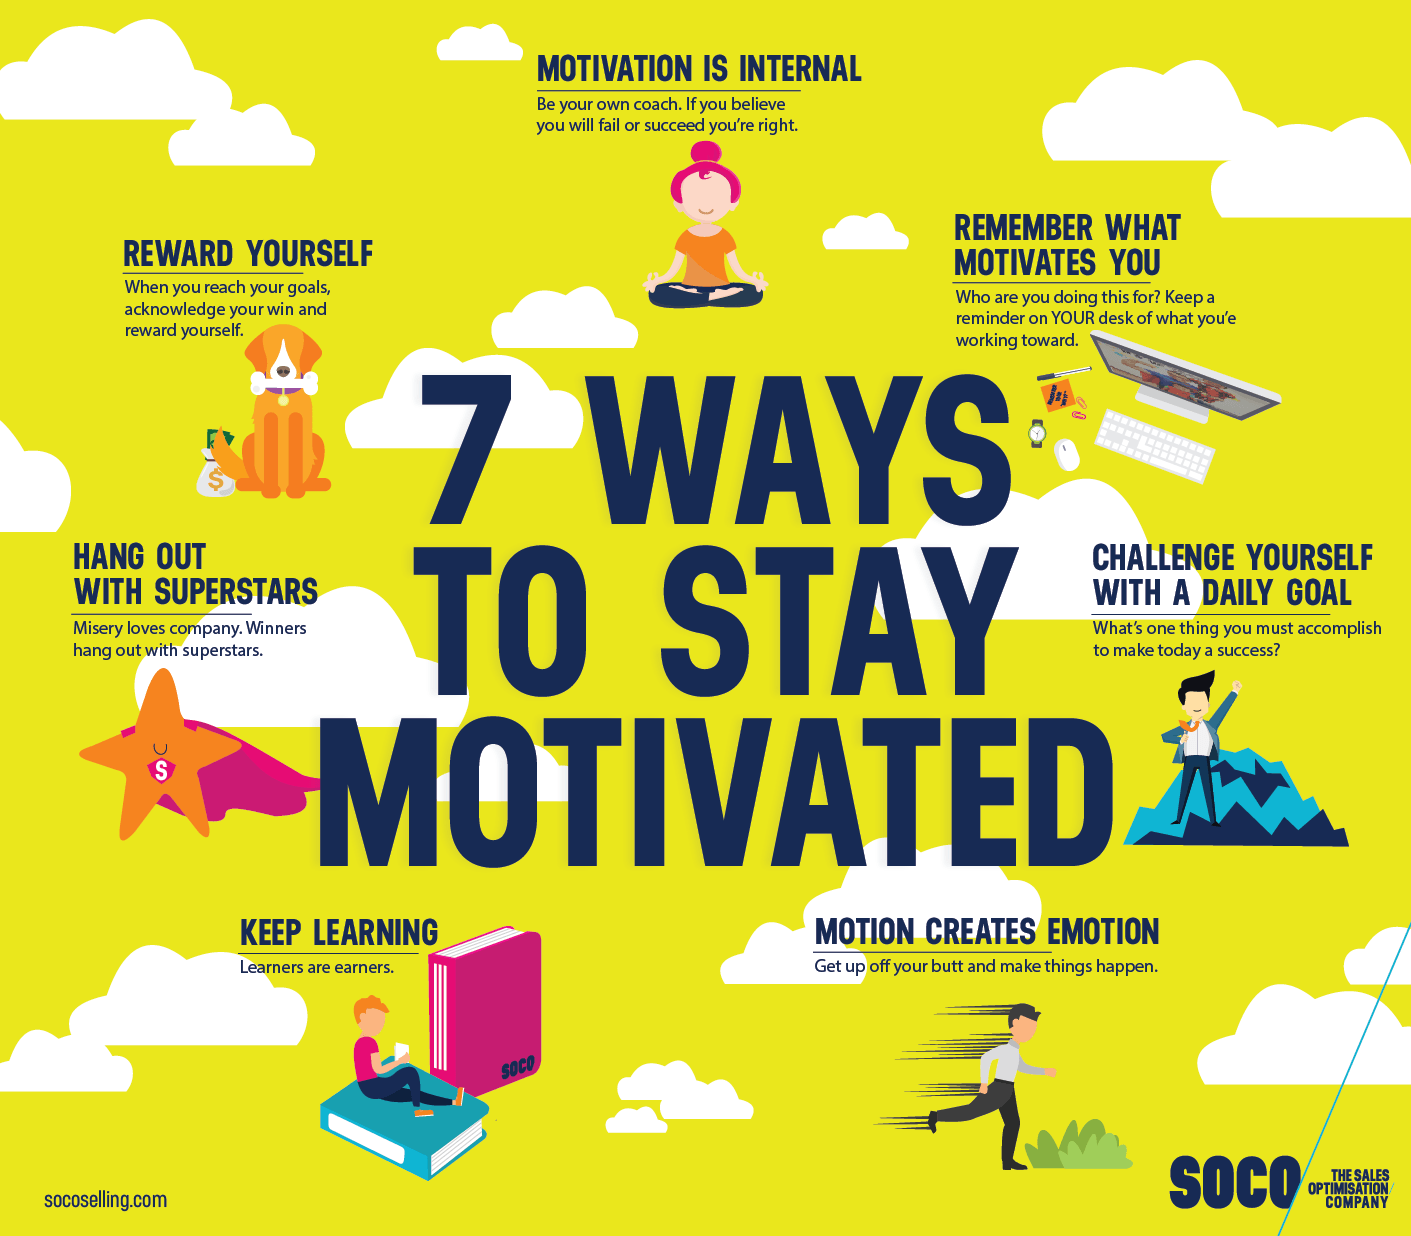 MOTIVATION IS INTERNAL
Be your own coach. If you believe
you will fail or succeed you're right.
REMEMBER WHAT
MOTIVATES YOU
Who are you doing this for? Keep a
reminder on YOUR desk of what you'e
working toward.
REWARD YOURSELF
When you reach your goals,
acknowledge your win and
reward yourself.
$
7 WAYS
TO STAY
MOTIVATED
HANG OUT
WITH SUPERSTARS
Misery loves company. Winners
hang out with superstars.
S
CHALLENGE YOURSELF
WITH A DAILY GOAL
What's one thing you must accomplish
to make today a success?
KEEP LEARNING
Learners are earners.
SOCO
MOTION CREATES EMOTION
Get up off your butt and make things happen.
socoselling.com
SOCO
THE SALES
OPTIMISATION
COMPANY